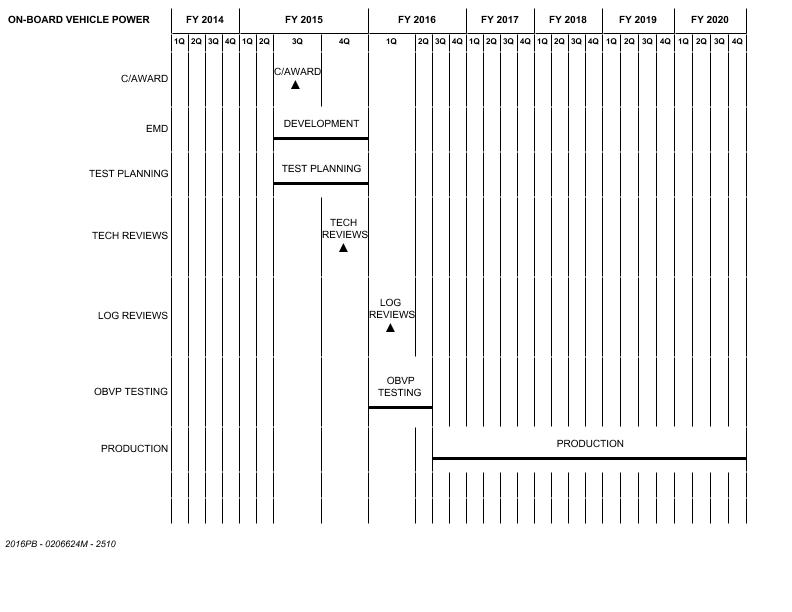 ON-BOARD VEHICLE POWER FY 2014 FY 2015 FY 2016 FY 2017 FY 2018 FY 2019 FY 2020
1Q 2Q 3Q 4Q 1Q 2Q 3Q 4Q 1Q 2Q 3Q 4Q 1Q 2Q 3Q 4Q 1Q 2Q 3Q 4Q 1Q 2Q 3Q 4Q 1Q 2Q 3Q 4Q
C/AWARD C/AWARD
EMD DEVELOPMENT
TEST PLANNING TEST PLANNING
TECH REVIEWS TECH
REVIEWS
LOG REVIEWS LOG
REVIEWS
OBVP TESTING OBVP
TESTING
PRODUCTION PRODUCTION
2016PB - 0206624M - 2510